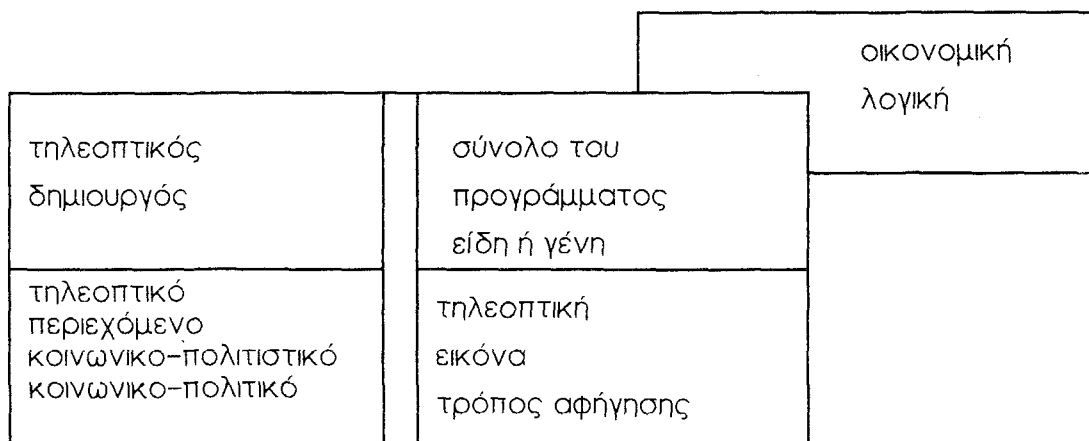 οικονομική
λογική
τηλεοπτικός
δημιουργός
σύνολο του
προγράμματος
είδη ή γένη
τηλεοπτικό
περιεχόμενο
κοινωνικο-πολιτιστικό
κοινωνικο-πολιτικό
τηλεοπτική
εικόνα
τρόπος αφήγησης